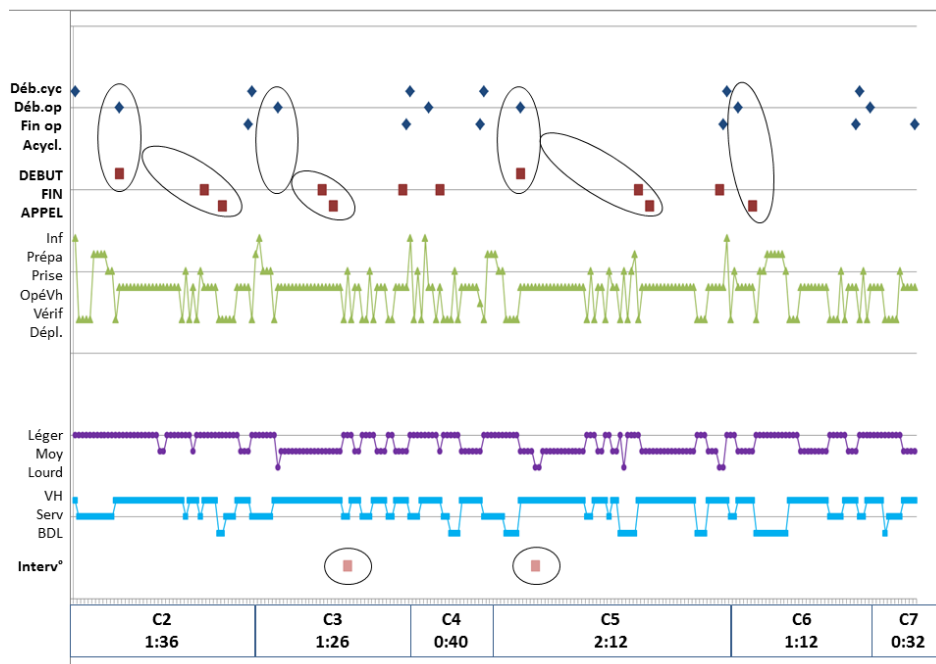 Déb.cyc
Déb.op
Fin op
Acycl.
DEBUT
FIN
APPEL
Inf
Prépa
Prise
OpéVh
Vérif
Dépl.
Léger
Moy
Lourd
VH
Serv
BDL
Interv°
C2 C3 C4 C5 C6 C7
1:36 1:26 0:40 2:12 1:12 0:32